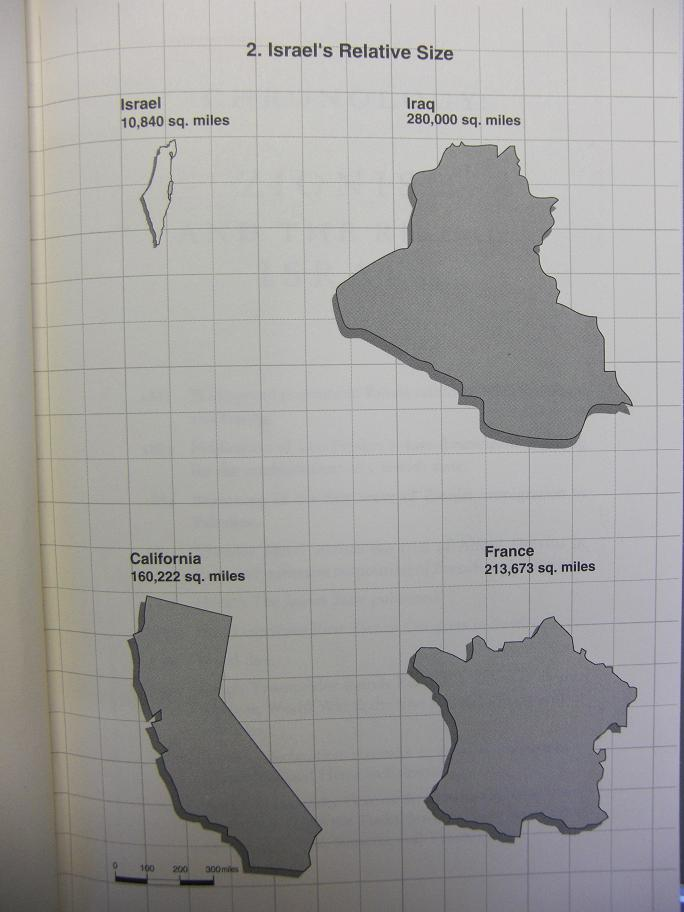 2. Israel's Relative Size
Israel
10,840 sq. miles
Iraq
280,000 sq. miles
California
160,222 sq. miles
France
213,673 sq. miles
0 100 200 300 miles